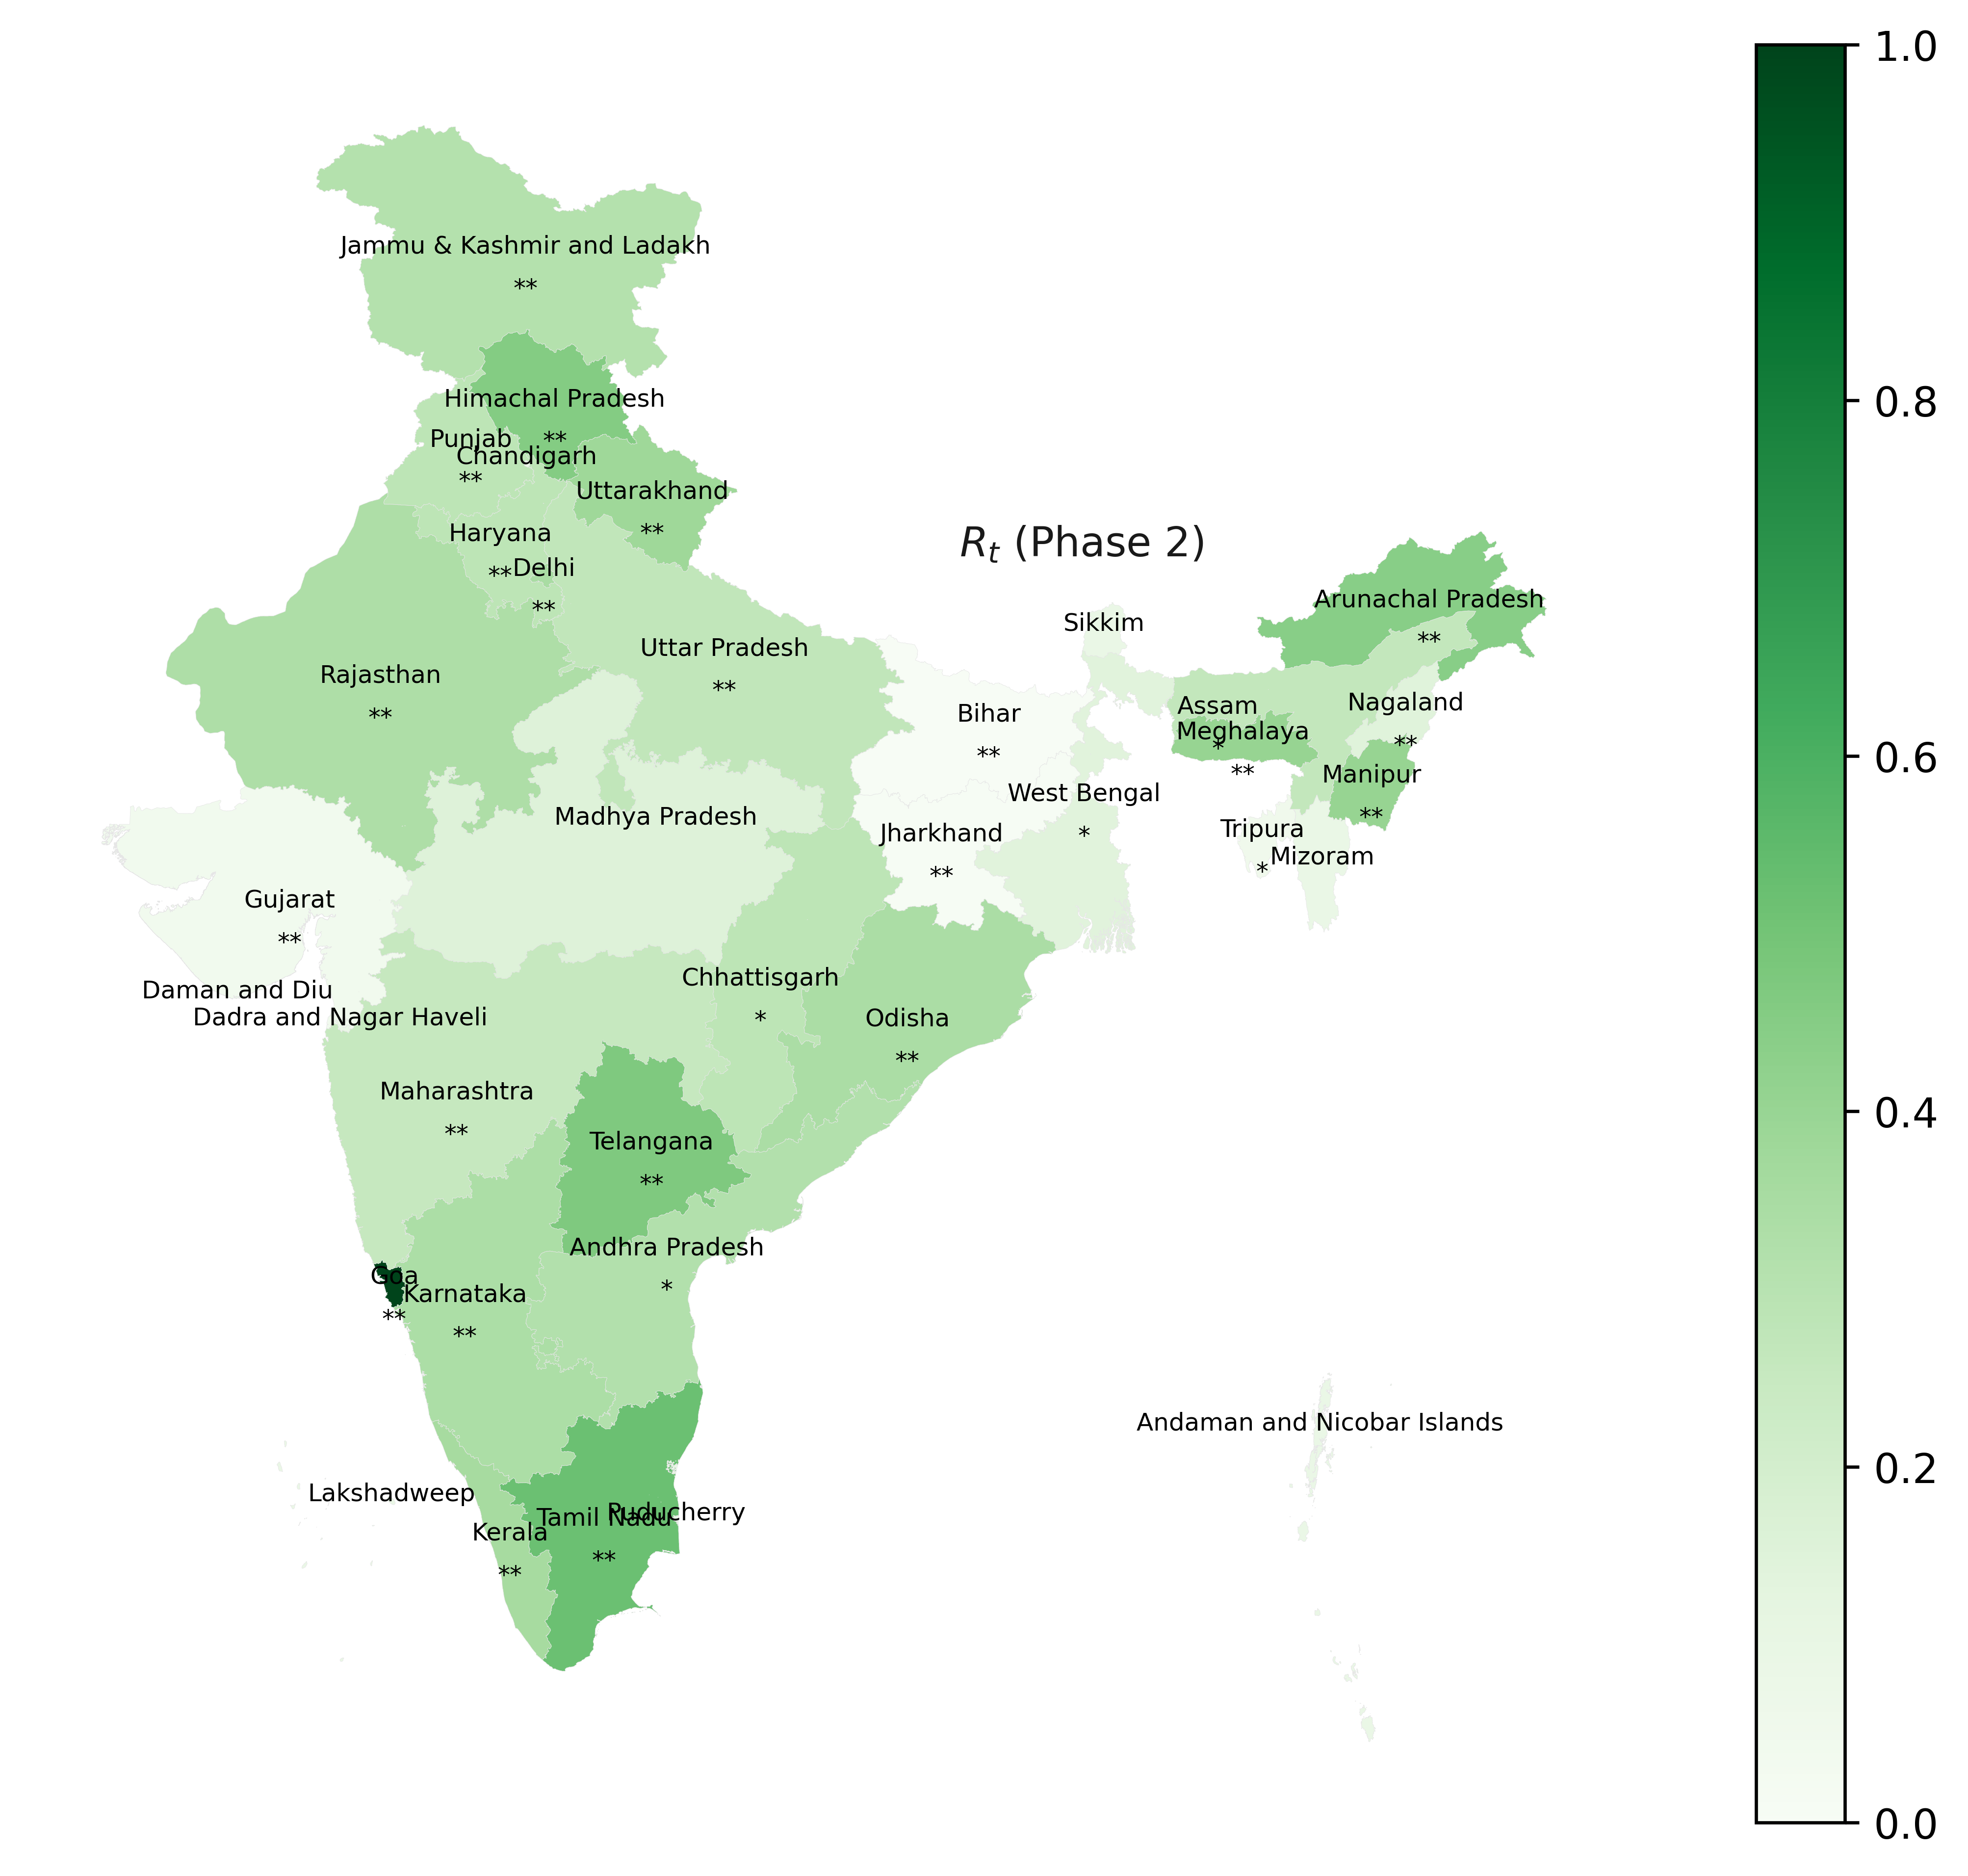 1.0
0.8
0.6
0.4
0.2
0.0
R_t (Phase 2)
Jammu & Kashmir and Ladakh
**
Himachal Pradesh
**
Punjab
**
Chandigarh
Uttarakhand
**
Haryana
**
Delhi
**
Rajasthan
**
Uttar Pradesh
**
Bihar
**
Sikkim
Arunachal Pradesh
**
Assam
*
Meghalaya
**
Nagaland
**
Manipur
**
Tripura
*
Mizoram
West Bengal
*
Jharkhand
**
Madhya Pradesh
Gujarat
**
Daman and Diu
Dadra and Nagar Haveli
Chhattisgarh
*
Odisha
**
Maharashtra
**
Telangana
**
Andhra Pradesh
*
Goa
**
Karnataka
**
Andaman and Nicobar Islands
Lakshadweep
Puducherry
Tamil Nadu
**
Kerala
**